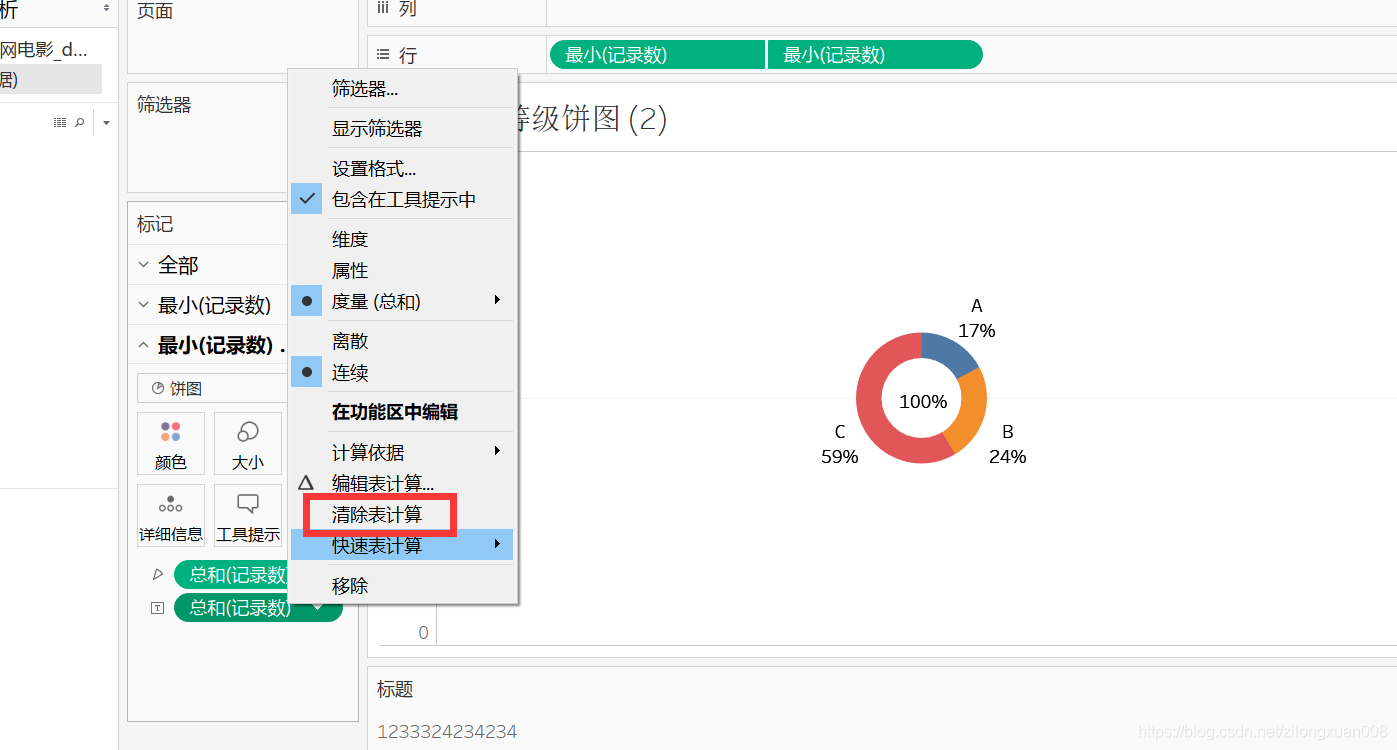 析
页面
列
网电影_d...
据)
行
最小(记录数)
最小(记录数)
筛选器
等级饼图 (2)
标记
全部
最小(记录数)
最小(记录数) .
饼图
颜色
大小
详细信息
工具提示
总和(记录数)
总和(记录数)
筛选器...
显示筛选器
设置格式...
包含在工具提示中
维度
属性
度量 (总和)
离散
连续
在功能区中编辑
计算依据
编辑表计算...
清除表计算
快速表计算
移除
A
17%
100%
C
59%
B
24%
0
标题
1233324234234
https://blog.csdn.net/zilongxuan008